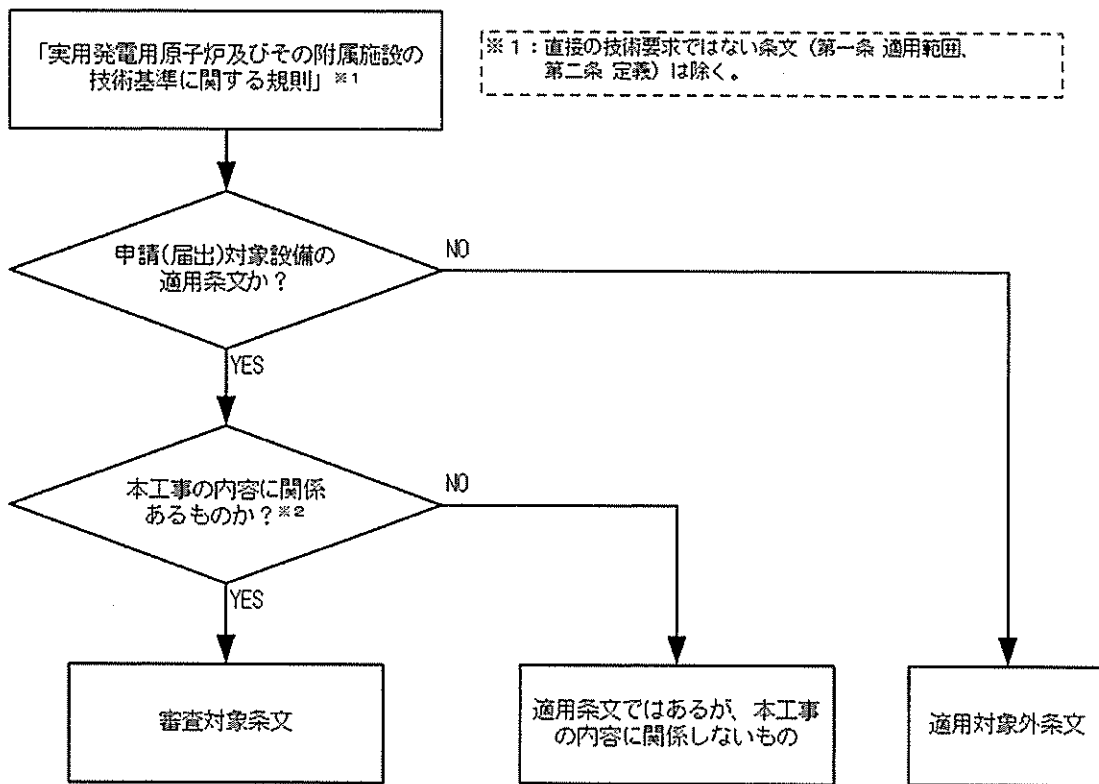 「実用発電用原子炉及びその附属施設の
技術基準に関する規則」※1
※1：直接の技術要求ではない条文（第一条 適用範囲、
第二条 定義）は除く。
申請(届出)対象設備の
適用条文か？
NO
YES
本工事の内容に関係
あるものか？※2
NO
YES
審査対象条文
適用条文ではあるが、本工事
の内容に関係しないもの
適用対象外条文